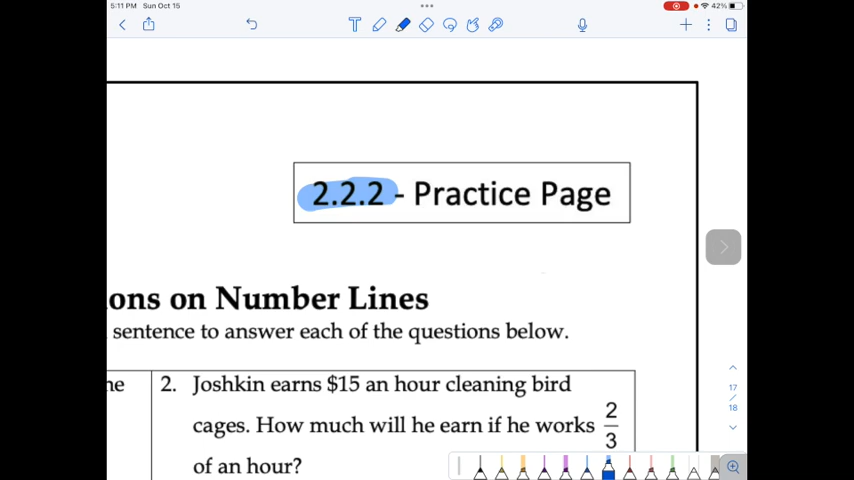 5:11 PM Sun Oct 15
42%
2.2.2 - Practice Page
ons on Number Lines
sentence to answer each of the questions below.
ne
2. Joshkin earns $15 an hour cleaning bird
cages. How much will he earn if he works 2/3
of an hour?
17
/
18